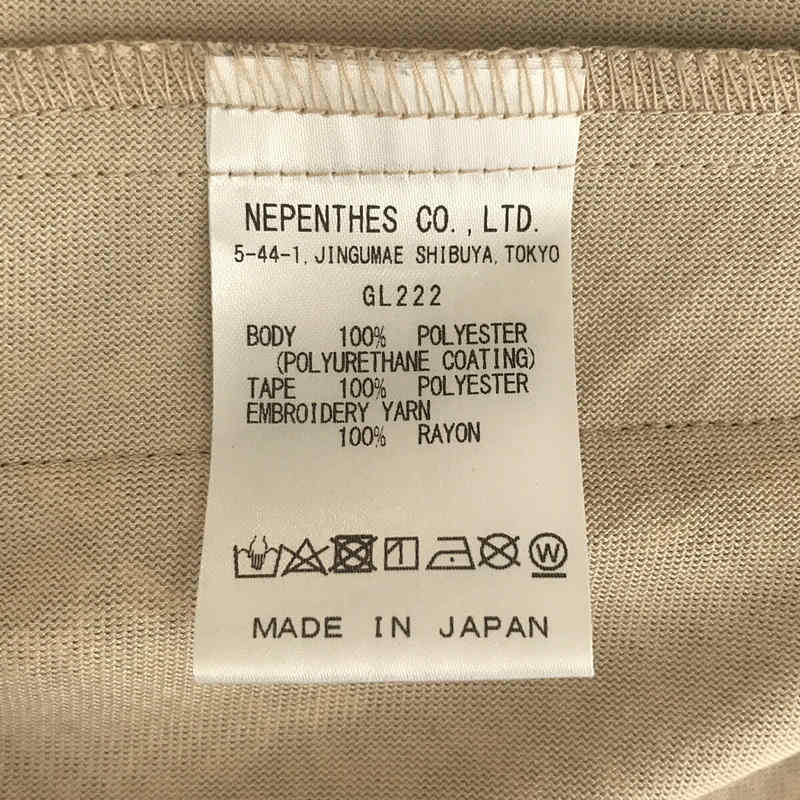 NEPENTHES CO., LTD.
5-44-1, JINGUMAE SHIBUYA, TOKYO
GL222
BODY 100% POLYESTER
(POLYURETHANE COATING)
TAPE 100% POLYESTER
EMBROIDERY YARN
100% RAYON
W
MADE IN JAPAN